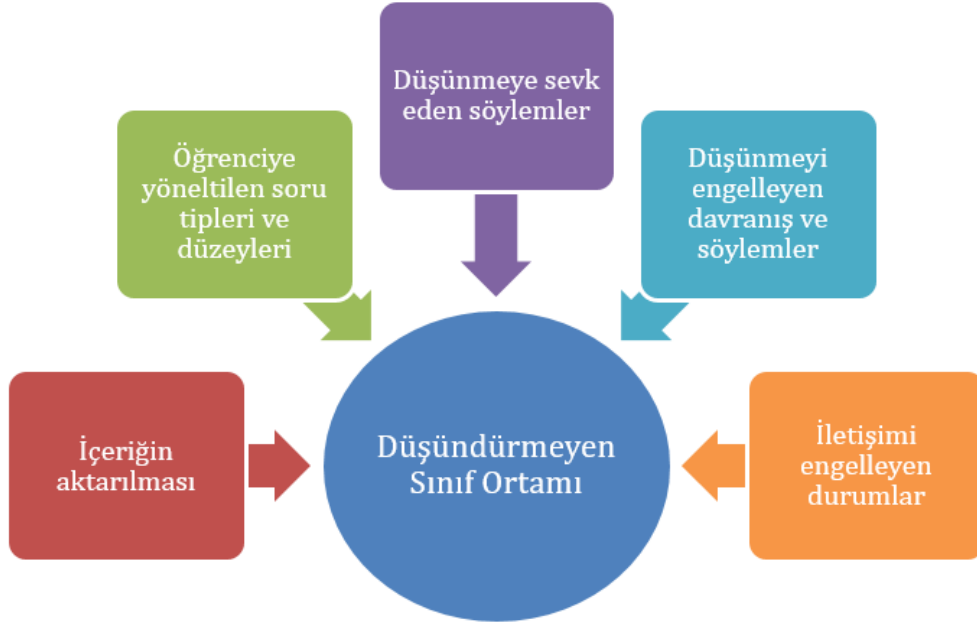 Düşünmeye sevk
eden söylemler
Öğrenciye
yöneltilen soru
tipleri ve
düzeyleri
Düşünmeyi
engelleyen
davranış ve
söylemler
İçeriğin
aktarılması
Düşündürmeyen
Sınıf Ortamı
İletişimi
engelleyen
durumlar